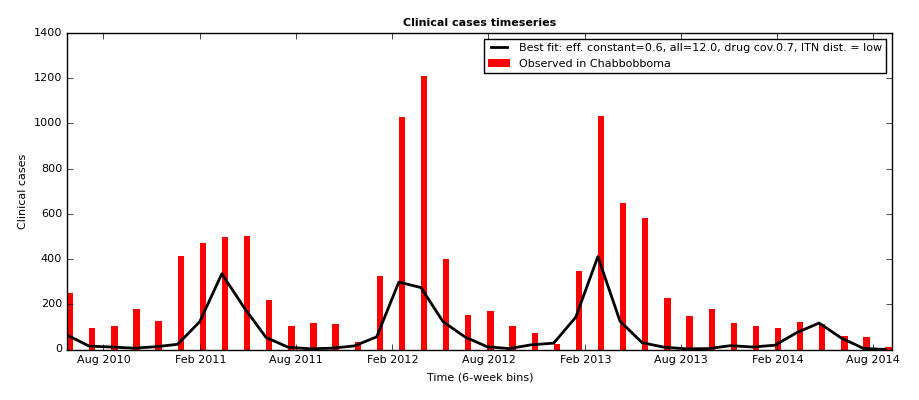 Clinical cases timeseries
1400
1200
1000
800
600
400
200
0
Clinical cases
Best fit: eff. constant=0.6, all=12.0, drug cov.0.7, ITN dist. = low
Observed in Chabbobboma
Aug 2010 Feb 2011 Aug 2011 Feb 2012 Aug 2012 Feb 2013 Aug 2013 Feb 2014 Aug 2014
Time (6-week bins)